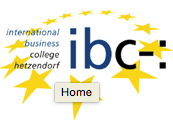 international
business
college
hetzendorf
ibc-:
Home